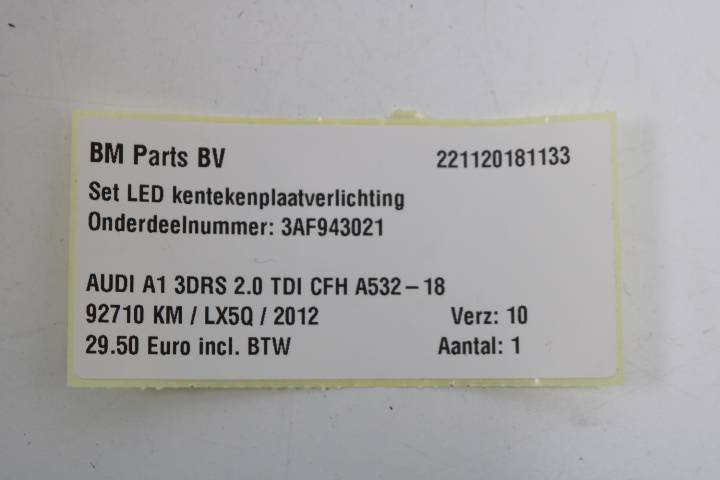 BM Parts BV 221120181133
Set LED kentekenplaatverlichting
Onderdeelnummer: 3AF943021
AUDI A1 3DRS 2.0 TDI CFH A532-18
92710 KM / LX5Q / 2012 Verz: 10
29.50 Euro incl. BTW Aantal: 1